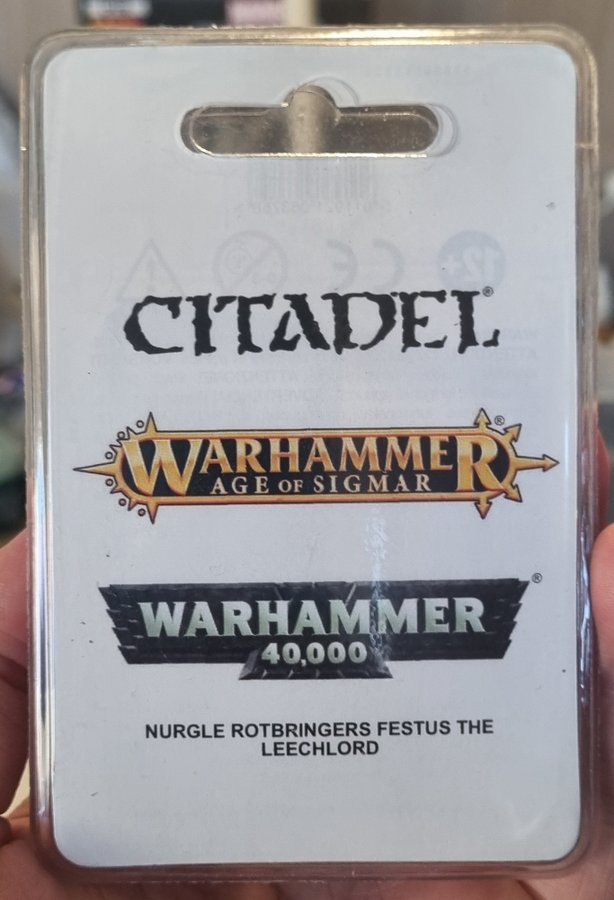 CITADEL®
WARHAMMER®
AGE OF SIGMAR
WARHAMMER®
40,000
NURGLE ROTBRINGERS FESTUS THE
LEECHLORD